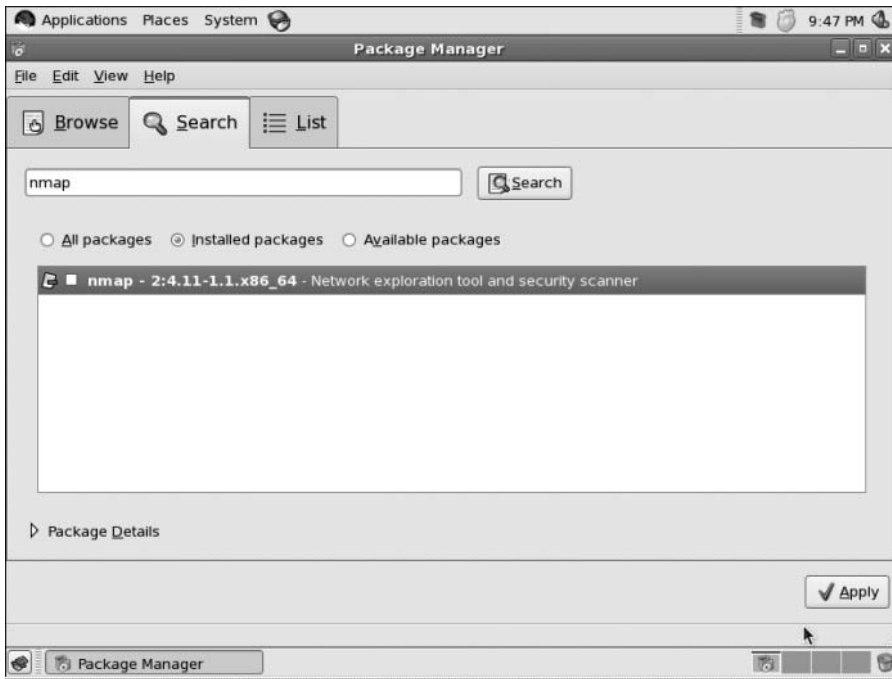 Applications Places System 9:47 PM
Package Manager
File Edit View Help
Browse Search List
nmap Search
All packages Installed packages Available packages
nmap - 2:4.11-1.1.x86_64 - Network exploration tool and security scanner
Package Details
Apply
Package Manager